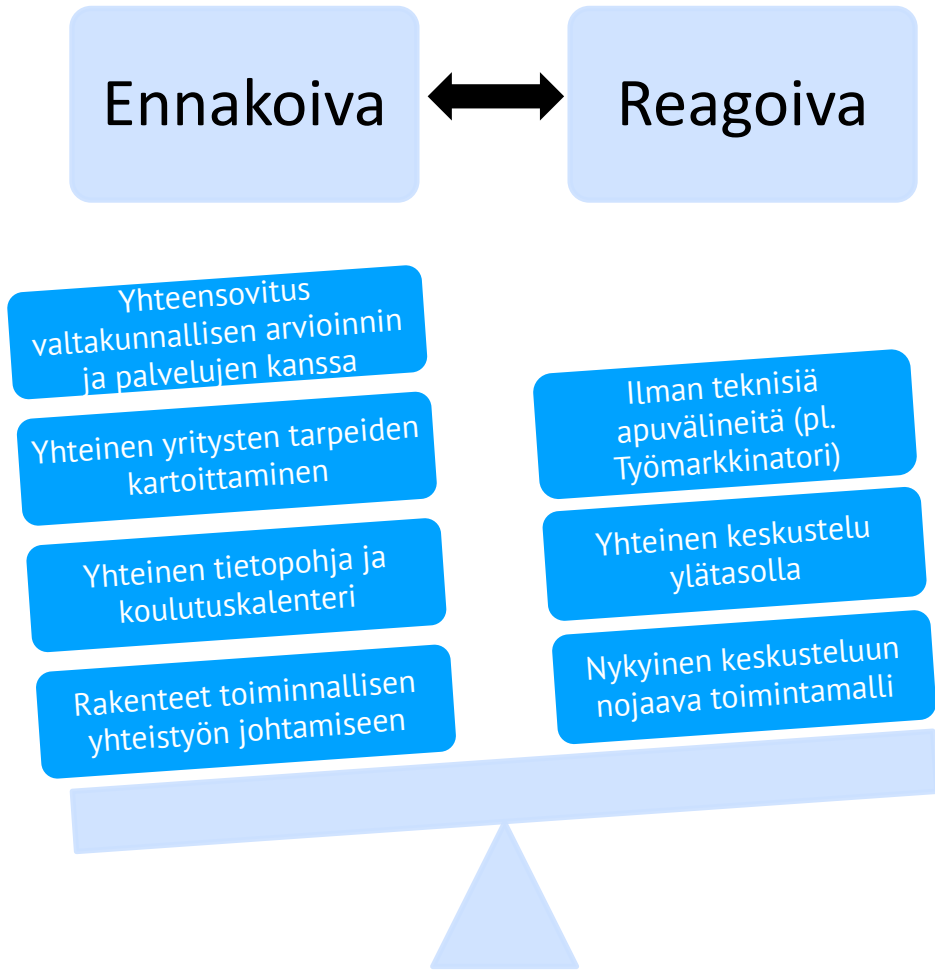 Ennakoiva
Reagoiva
Yhteensovitus
valtakunnallisen arvioinnin
ja palvelujen kanssa
Yhteinen yritysten tarpeiden
kartoittaminen
Yhteinen tietopohja ja
koulutuskalenteri
Rakenteet toiminnallisen
yhteistyön johtamiseen
Ilman teknisiä
apuvälineitä (pl.
Työmarkkinatori)
Yhteinen keskustelu
ylätasolla
Nykyinen keskusteluun
nojaava toimintamalli